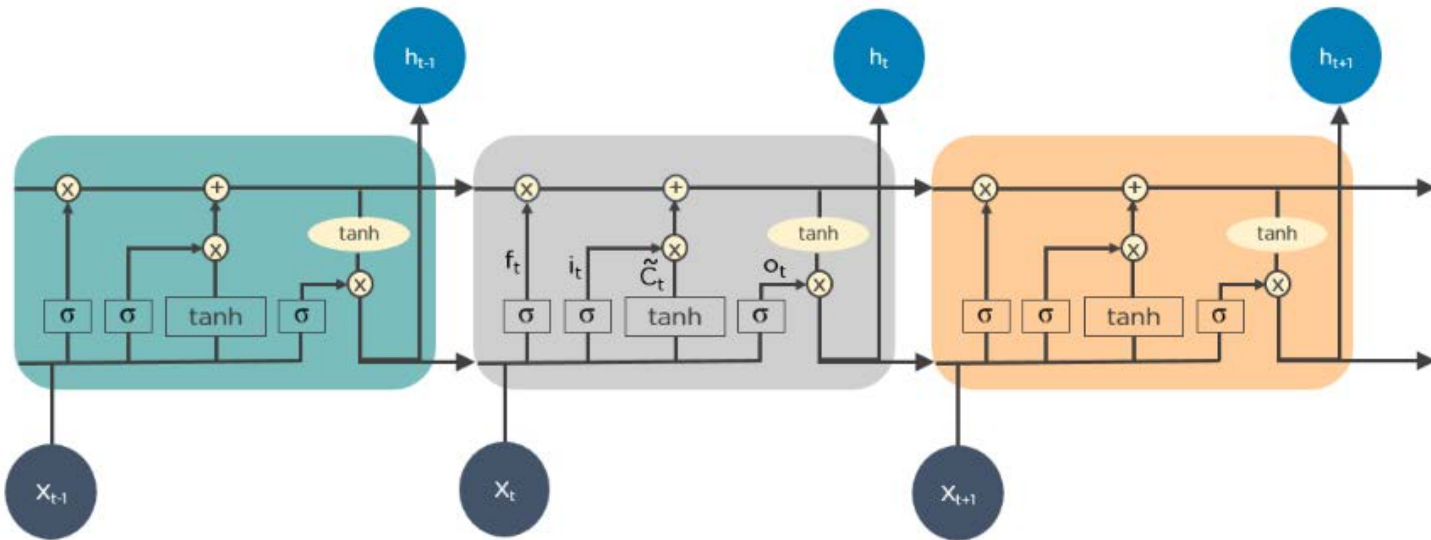 h_{t-1} h_t h_{t+1}
x + x + x +
tanh tanh tanh
x x x
f_t i_t C̃_t o_t
x x x
σ σ tanh σ σ σ tanh σ σ σ tanh σ
X_{t-1} X_t X_{t+1}